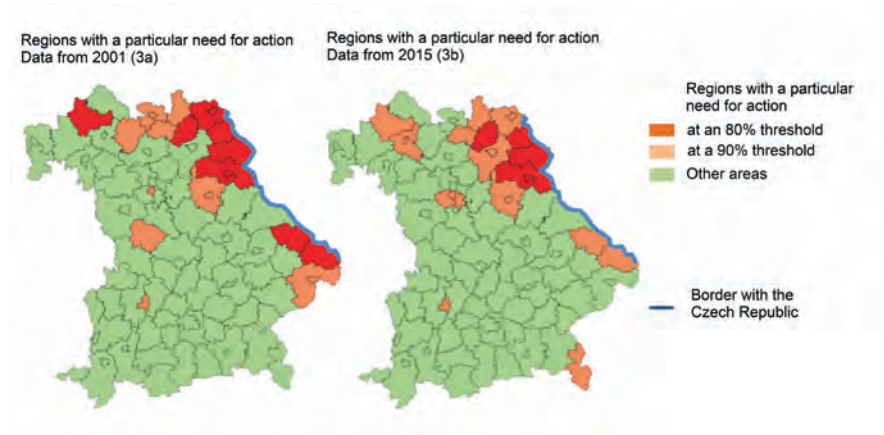 Regions with a particular need for action
Data from 2001 (3a)
Regions with a particular need for action
Data from 2015 (3b)
Regions with a particular
need for action
at an 80% threshold
at a 90% threshold
Other areas
Border with the
Czech Republic